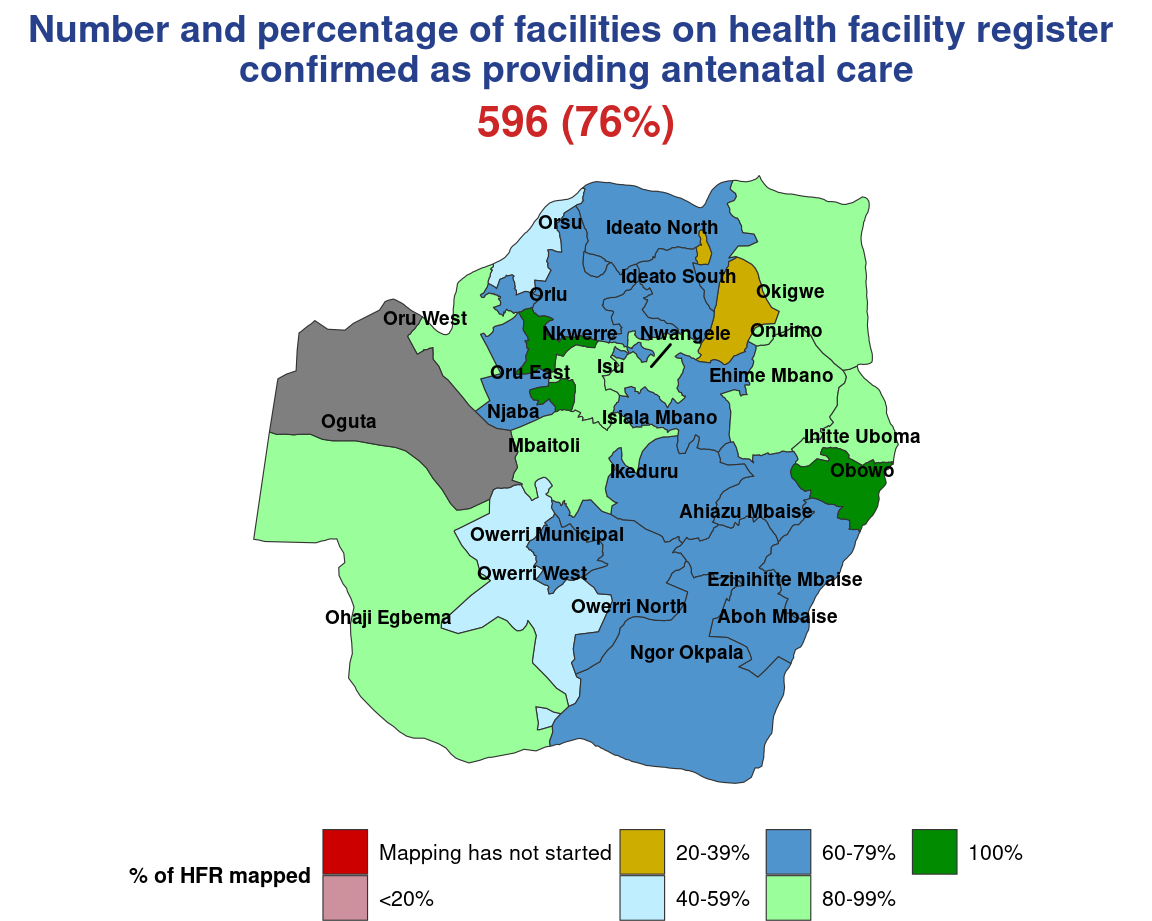 Number and percentage of facilities on health facility register
confirmed as providing antenatal care
596 (76%)
Orsu
Ideato North
Ideato South
Orlu
Okigwe
Oru West
Nkwerre
Nwangele
Onuimo
Oru East
Isu
Ehime Mbano
Njaba
Isiala Mbano
Oguta
Mbaitoli
Ihitte Uboma
Ikeduru
Obowo
Ahiazu Mbaise
Owerri Municipal
Owerri West
Ezinihitte Mbaise
Owerri North
Ohaji Egbema
Aboh Mbaise
Ngor Okpala
% of HFR mapped
Mapping has not started
<20%
20-39%
40-59%
60-79%
80-99%
100%